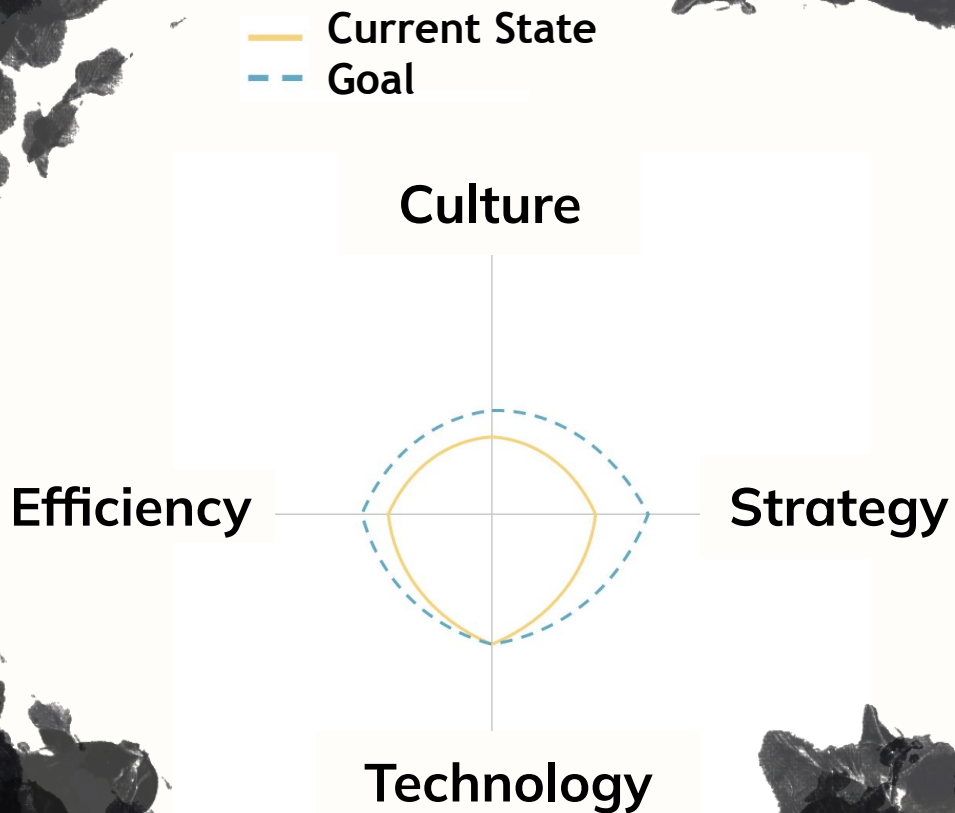 Current State
Goal
Culture
Efficiency
Strategy
Technology